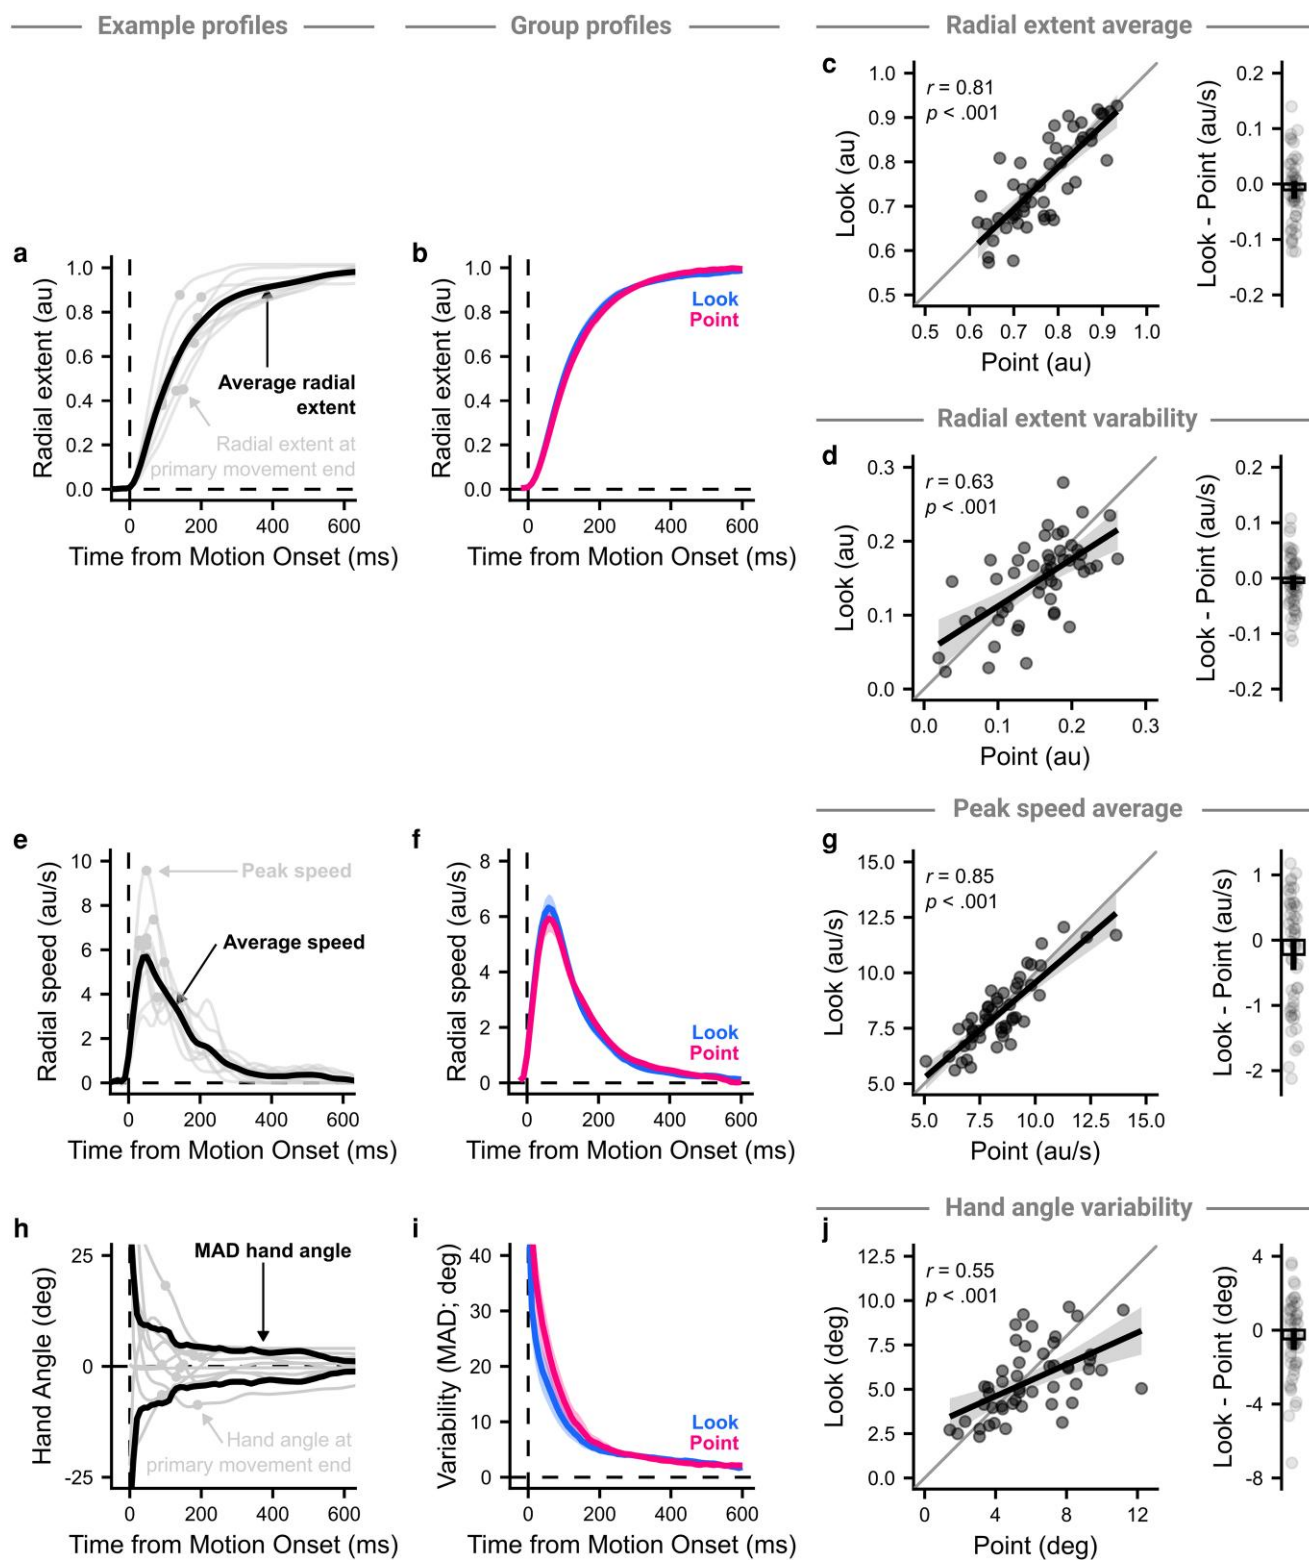 Example profiles
Group profiles
Radial extent average
c
Look (au)
1.0
0.9
0.8
0.7
0.6
0.5
r = 0.81
p < .001
0.5 0.6 0.7 0.8 0.9 1.0
Point (au)
Look - Point (au/s)
0.2
0.1
0.0
-0.1
-0.2
a
Radial extent (au)
1.0
0.8
0.6
0.4
0.2
0.0
Average radial
extent
Radial extent at
primary movement end
0 200 400 600
Time from Motion Onset (ms)
b
Radial extent (au)
1.0
0.8
0.6
0.4
0.2
0.0
Look
Point
0 200 400 600
Time from Motion Onset (ms)
Radial extent varability
d
Look (au)
0.3
0.2
0.1
0.0
r = 0.63
p < .001
0.0 0.1 0.2 0.3
Point (au)
Look - Point (au/s)
0.2
0.1
0.0
-0.1
-0.2
e
Radial speed (au/s)
10
8
6
4
2
0
Peak speed
Average speed
0 200 400 600
Time from Motion Onset (ms)
f
Radial speed (au/s)
8
6
4
2
0
Look
Point
0 200 400 600
Time from Motion Onset (ms)
Peak speed average
g
Look (au/s)
15.0
12.5
10.0
7.5
5.0
r = 0.85
p < .001
5.0 7.5 10.0 12.5 15.0
Point (au/s)
Look - Point (au/s)
1
0
-1
-2
h
Hand Angle (deg)
25
0
-25
MAD hand angle
Hand angle at
primary movement end
0 200 400 600
Time from Motion Onset (ms)
i
Variability (MAD; deg)
40
30
20
10
0
Look
Point
0 200 400 600
Time from Motion Onset (ms)
Hand angle variability
j
Look (deg)
12.5
10.0
7.5
5.0
2.5
0.0
r = 0.55
p < .001
0 4 8 12
Point (deg)
Look - Point (deg)
4
0
-4
-8